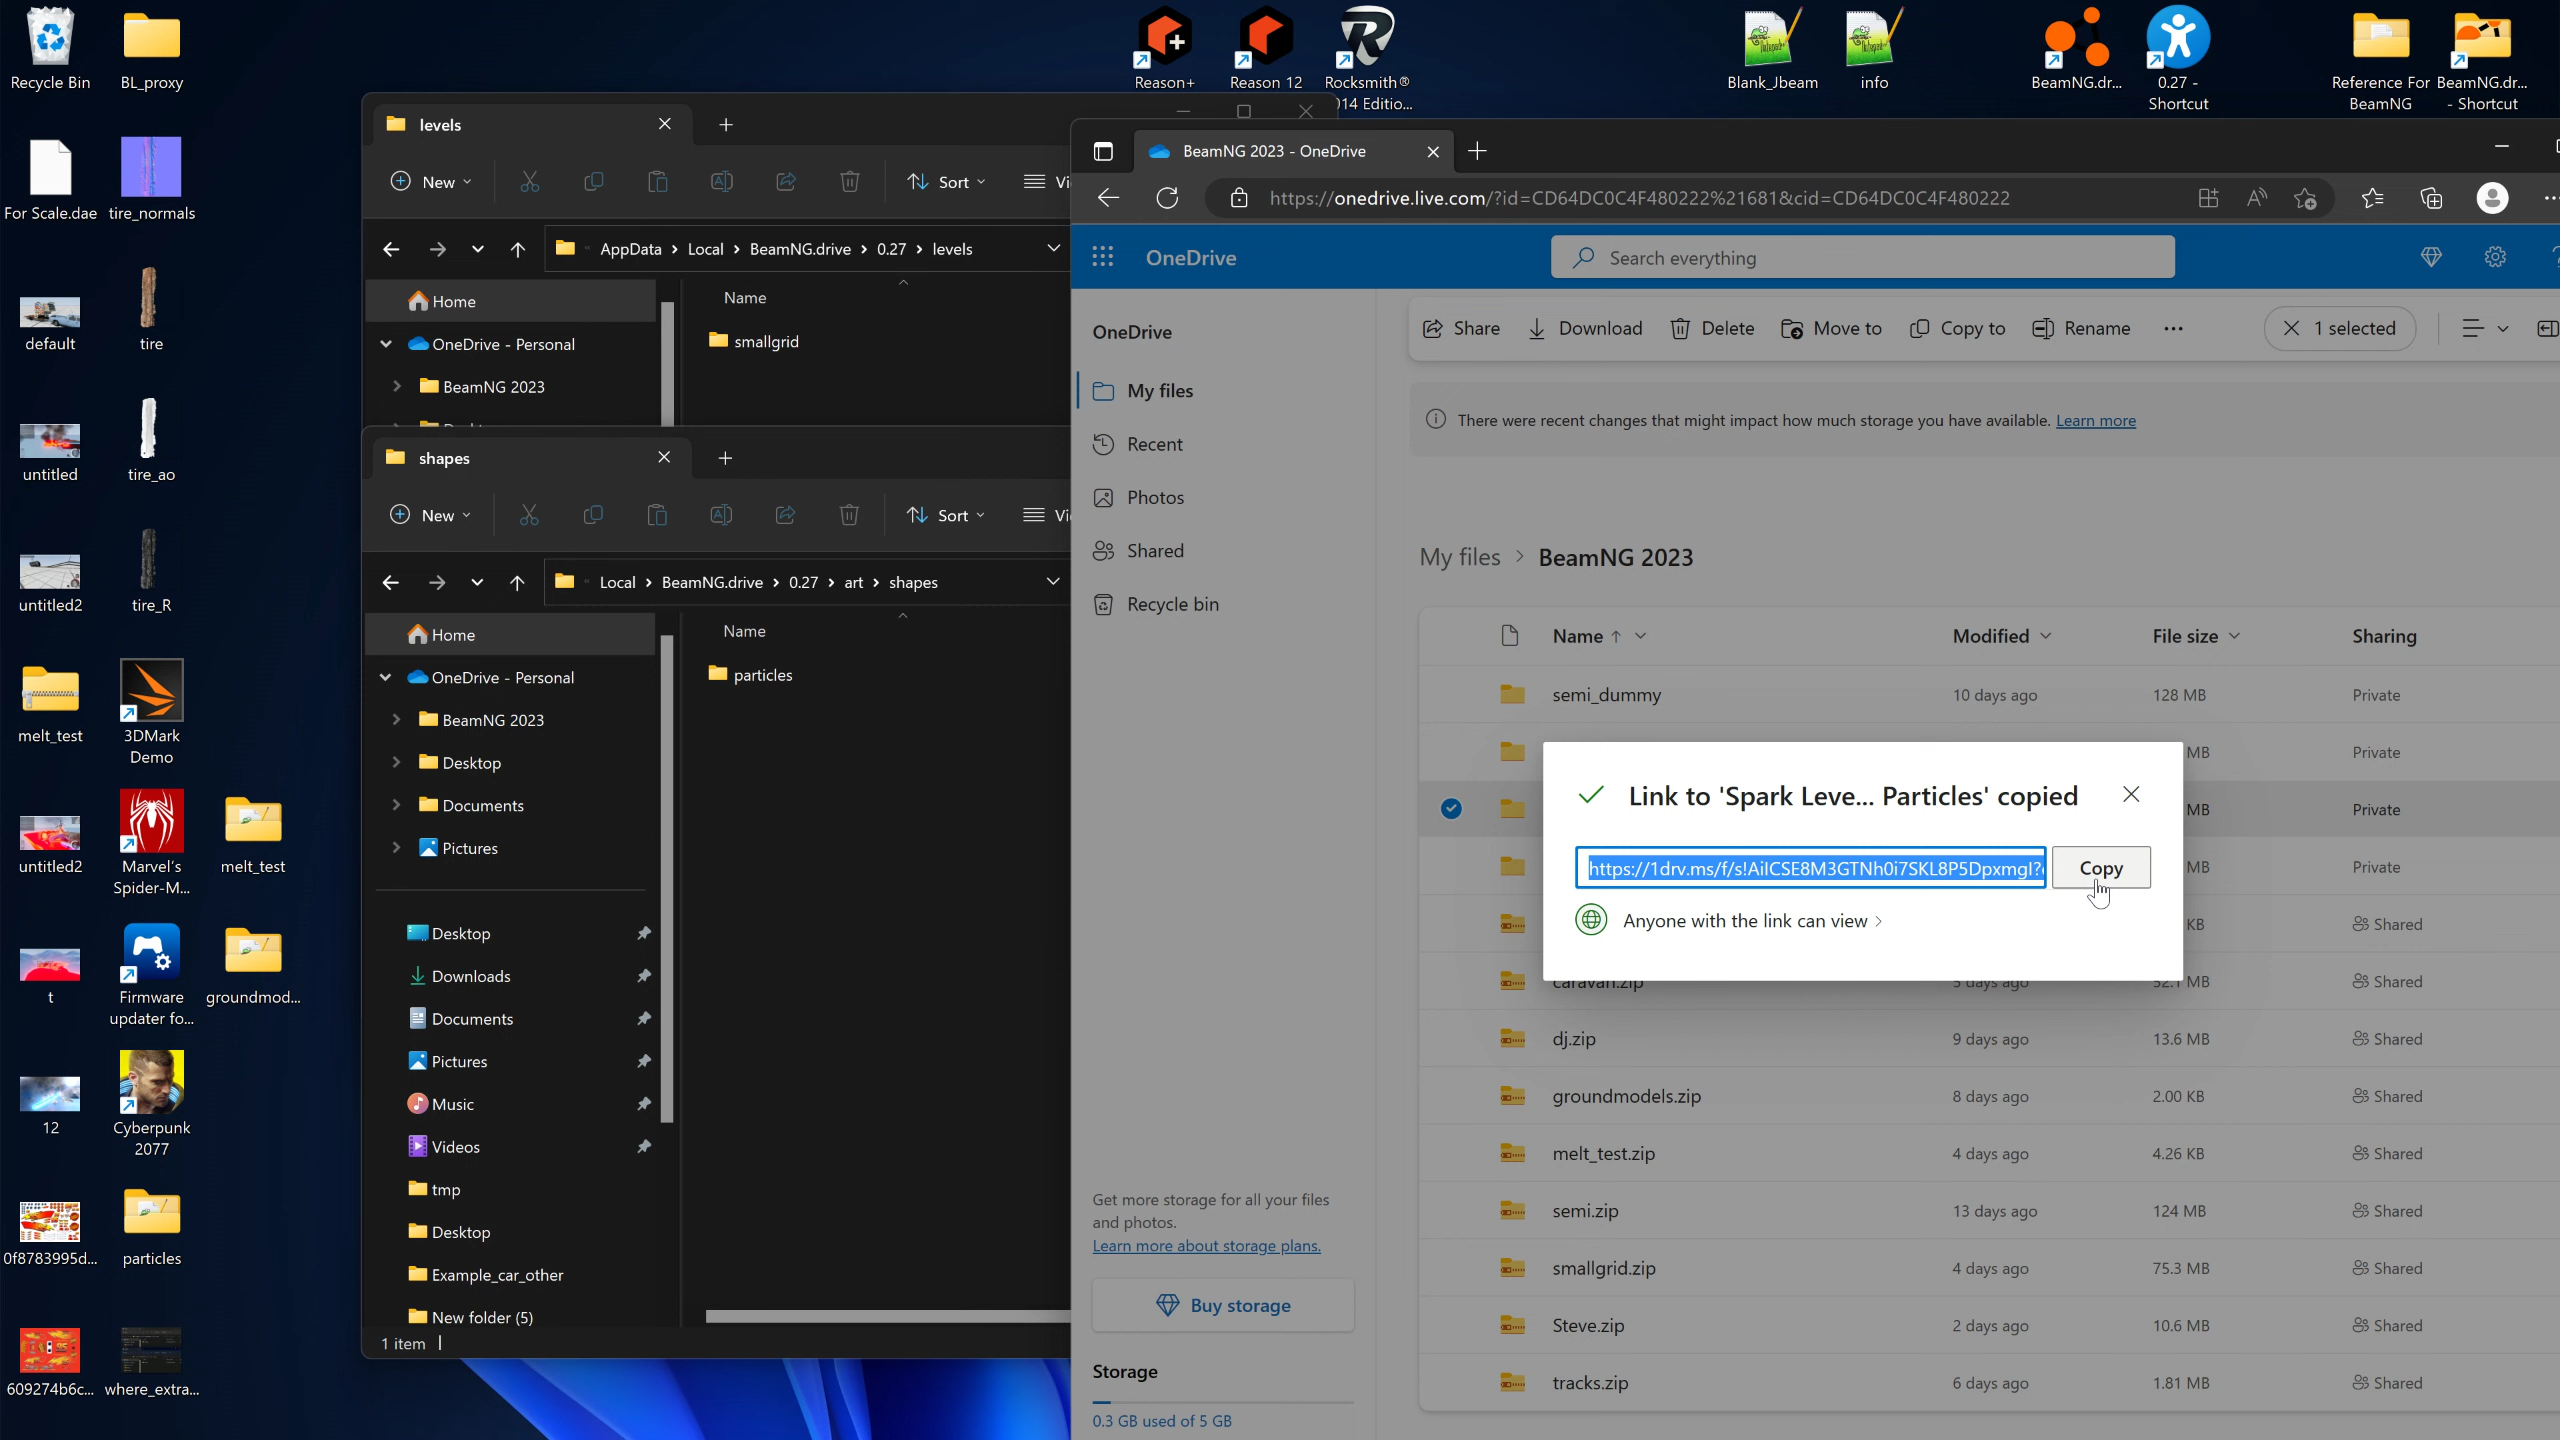 Recycle Bin
BL_proxy
Reason+
Reason 12
Rocksmith®
014 Editio...
Blank_Jbeam
info
BeamNG.dr...
0.27 -
Shortcut
Reference For
BeamNG
BeamNG.dr...
- Shortcut
For Scale.dae
tire_normals
default
tire
untitled
tire_ao
untitled2
tire_R
melt_test
3DMark
Demo
untitled2
Marvel's
Spider-M...
melt_test
t
Firmware
updater fo...
groundmod...
12
Cyberpunk
2077
0f8783995d...
particles
609274b6c...
where_extra...
levels
New
Sort
Vi
AppData > Local > BeamNG.drive > 0.27 > levels
Home
Name
OneDrive - Personal
smallgrid
BeamNG 2023
shapes
New
Sort
Vi
Local > BeamNG.drive > 0.27 > art > shapes
Home
Name
OneDrive - Personal
particles
BeamNG 2023
Desktop
Documents
Pictures
Desktop
Downloads
Documents
Pictures
Music
Videos
tmp
Desktop
Example_car_other
New folder (5)
1 item
BeamNG 2023 - OneDrive
https://onedrive.live.com/?id=CD64DC0C4F480222%21681&cid=CD64DC0C4F480222
OneDrive
Search everything
OneDrive
Share
Download
Delete
Move to
Copy to
Rename
1 selected
My files
Recent
Photos
Shared
Recycle bin
There were recent changes that might impact how much storage you have available. Learn more
My files > BeamNG 2023
Name
Modified
File size
Sharing
semi_dummy 10 days ago 128 MB Private
MB Private
MB Private
MB Private
KB Shared
caravan.zip 5 days ago 52.1 MB Shared
dj.zip 9 days ago 13.6 MB Shared
groundmodels.zip 8 days ago 2.00 KB Shared
melt_test.zip 4 days ago 4.26 KB Shared
semi.zip 13 days ago 124 MB Shared
smallgrid.zip 4 days ago 75.3 MB Shared
Steve.zip 2 days ago 10.6 MB Shared
tracks.zip 6 days ago 1.81 MB Shared
Link to 'Spark Leve... Particles' copied
https://1drv.ms/f/s!AiICSE8M3GTNh0i7SKL8P5DpxmgI?
Copy
Anyone with the link can view
Get more storage for all your files
and photos.
Learn more about storage plans.
Buy storage
Storage
0.3 GB used of 5 GB